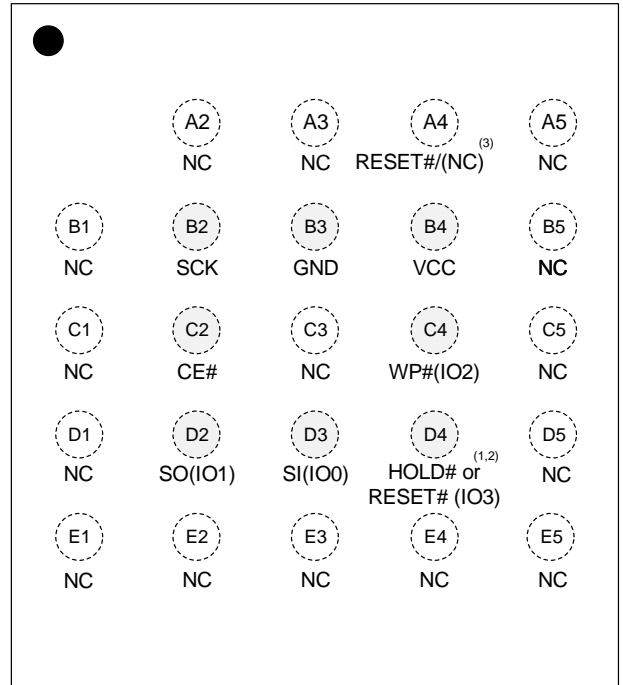 A2 A3 A4 A5
NC NC RESET#/(NC) (3) NC
B1 B2 B3 B4 B5
NC SCK GND VCC NC
C1 C2 C3 C4 C5
NC CE# NC WP#(IO2) NC
D1 D2 D3 D4 D5
NC SO(IO1) SI(IO0) HOLD# or (1,2) NC
RESET# (IO3)
E1 E2 E3 E4 E5
NC NC NC NC NC